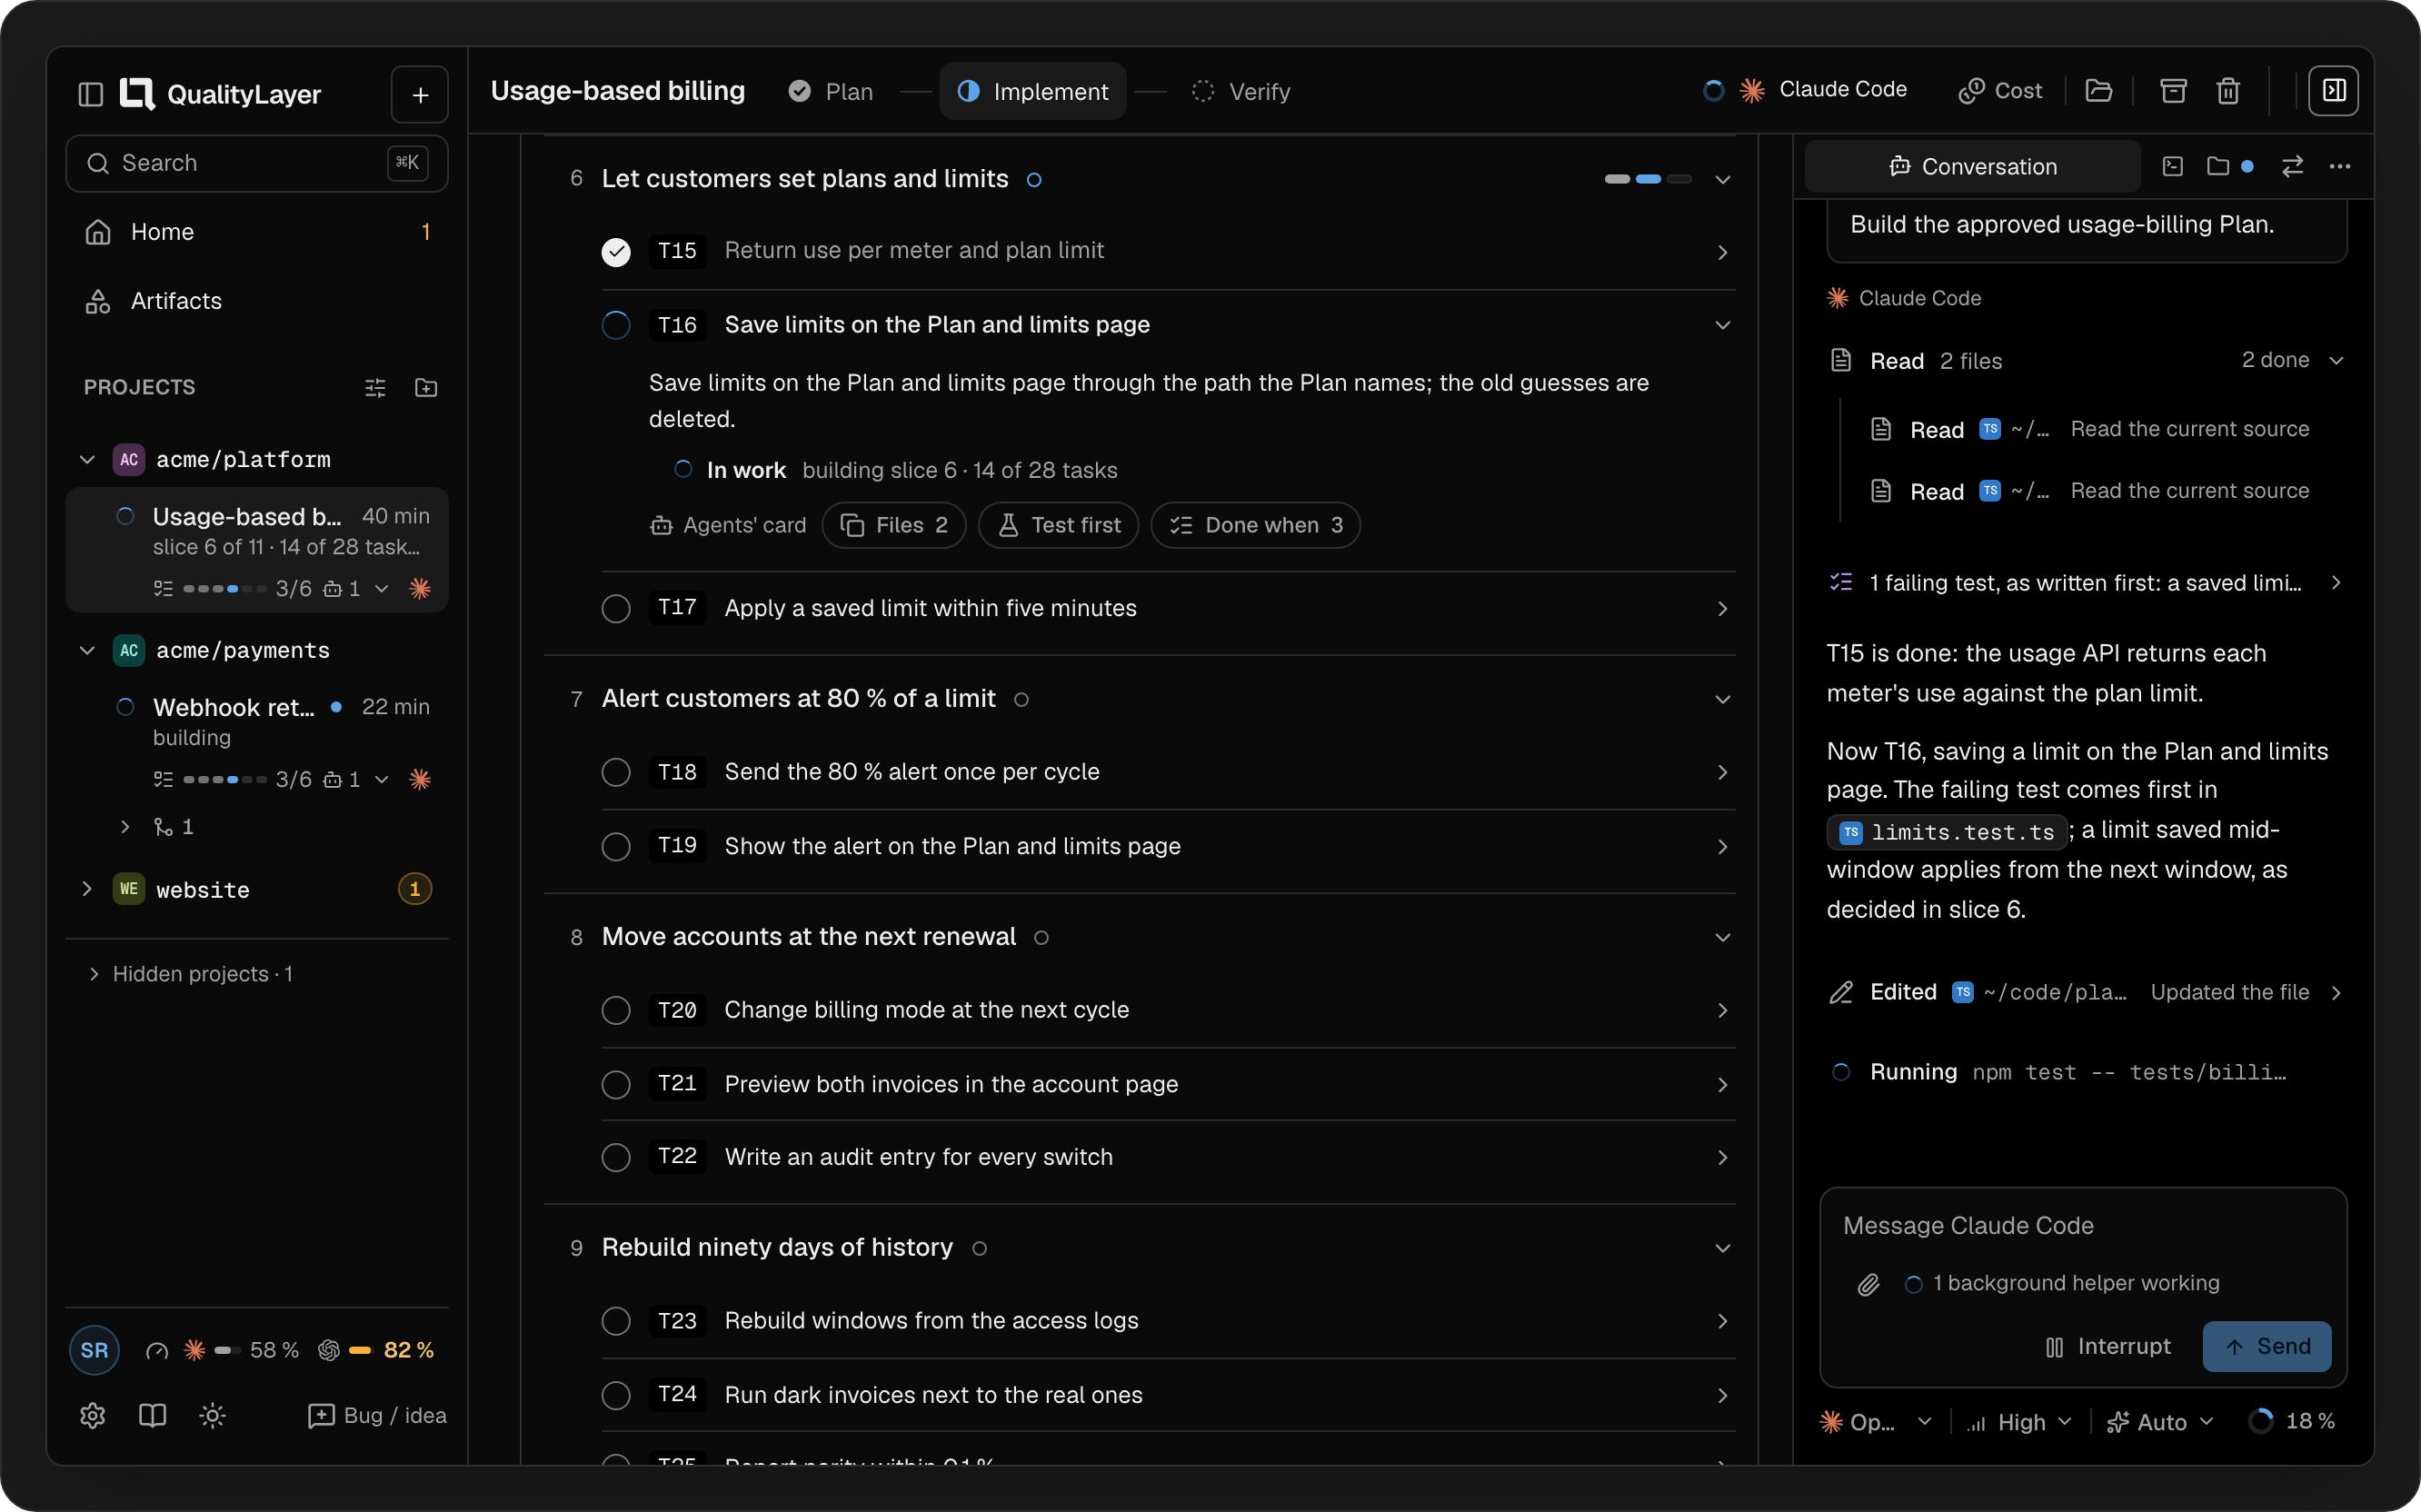 QualityLayer
Search ⌘K
Home 1
Artifacts
PROJECTS
AC acme/platform
Usage-based b... 40 min
slice 6 of 11 · 14 of 28 task...
3/6 1
AC acme/payments
Webhook ret... 22 min
building
3/6 1
1
WE website 1
Hidden projects · 1
SR 58 % 82 %
Bug / idea
Usage-based billing Plan Implement Verify
Claude Code Cost
6 Let customers set plans and limits
T15 Return use per meter and plan limit
T16 Save limits on the Plan and limits page
Save limits on the Plan and limits page through the path the Plan names; the old guesses are
deleted.
In work building slice 6 · 14 of 28 tasks
Agents' card Files 2 Test first Done when 3
T17 Apply a saved limit within five minutes
7 Alert customers at 80 % of a limit
T18 Send the 80 % alert once per cycle
T19 Show the alert on the Plan and limits page
8 Move accounts at the next renewal
T20 Change billing mode at the next cycle
T21 Preview both invoices in the account page
T22 Write an audit entry for every switch
9 Rebuild ninety days of history
T23 Rebuild windows from the access logs
T24 Run dark invoices next to the real ones
T25 Report parity within 0.1 %
Conversation
Build the approved usage-billing Plan.
Claude Code
Read 2 files 2 done
Read TS ~/... Read the current source
Read TS ~/... Read the current source
1 failing test, as written first: a saved limi...
T15 is done: the usage API returns each
meter's use against the plan limit.
Now T16, saving a limit on the Plan and limits
page. The failing test comes first in
TS limits.test.ts ; a limit saved mid-
window applies from the next window, as
decided in slice 6.
Edited TS ~/code/pla... Updated the file
Running npm test -- tests/billi...
Message Claude Code
1 background helper working
Interrupt Send
Op... High Auto 18 %